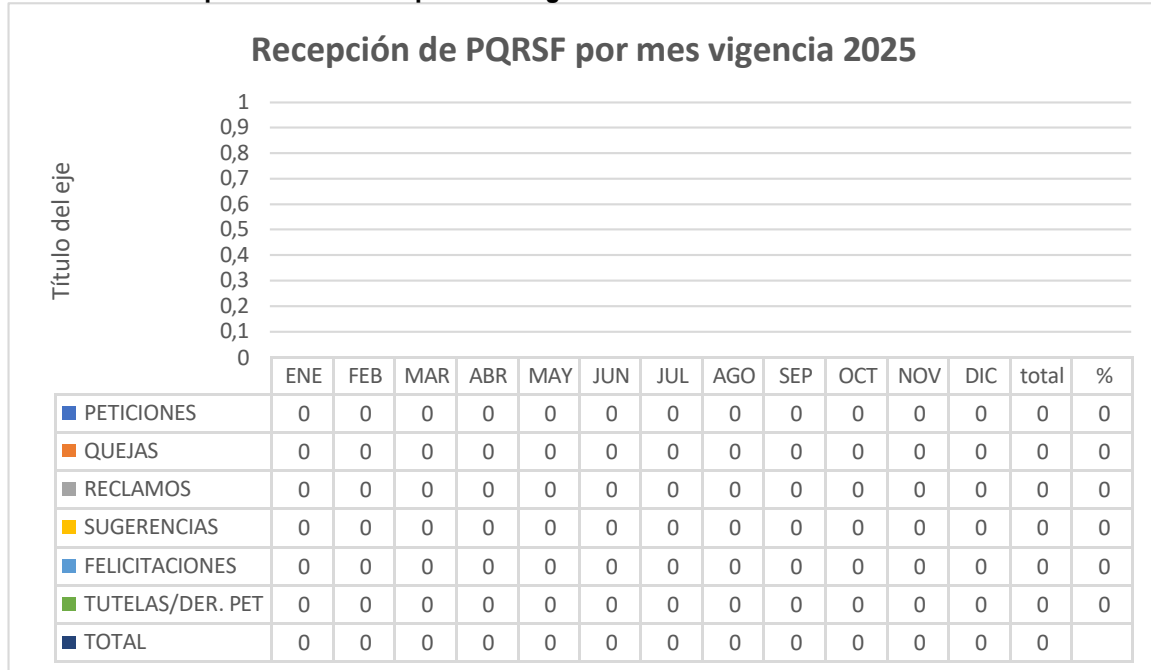 Recepción de PQRSF por mes vigencia 2025
Título del eje
1
0,9
0,8
0,7
0,6
0,5
0,4
0,3
0,2
0,1
0
ENE FEB MAR ABR MAY JUN JUL AGO SEP OCT NOV DIC total %
PETICIONES 0 0 0 0 0 0 0 0 0 0 0 0 0 0
QUEJAS 0 0 0 0 0 0 0 0 0 0 0 0 0 0
RECLAMOS 0 0 0 0 0 0 0 0 0 0 0 0 0 0
SUGERENCIAS 0 0 0 0 0 0 0 0 0 0 0 0 0 0
FELICITACIONES 0 0 0 0 0 0 0 0 0 0 0 0 0 0
TUTELAS/DER. PET 0 0 0 0 0 0 0 0 0 0 0 0 0 0
TOTAL 0 0 0 0 0 0 0 0 0 0 0 0 0